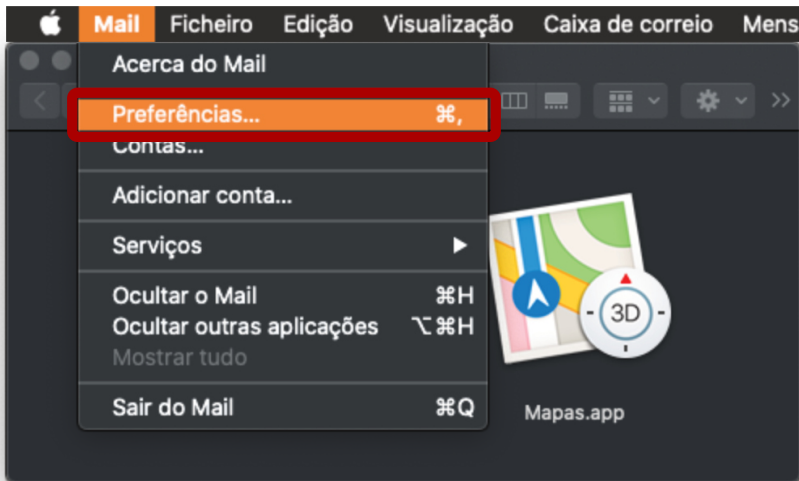 Mail Ficheiro Edição Visualização Caixa de correio Mens
Acerca do Mail
Preferências... ⌘,
Contas...
Adicionar conta...
Serviços ▶
Ocultar o Mail ⌘H
Ocultar outras aplicações ⌥⌘H
Mostrar tudo
Sair do Mail ⌘Q
3D
Mapas.app